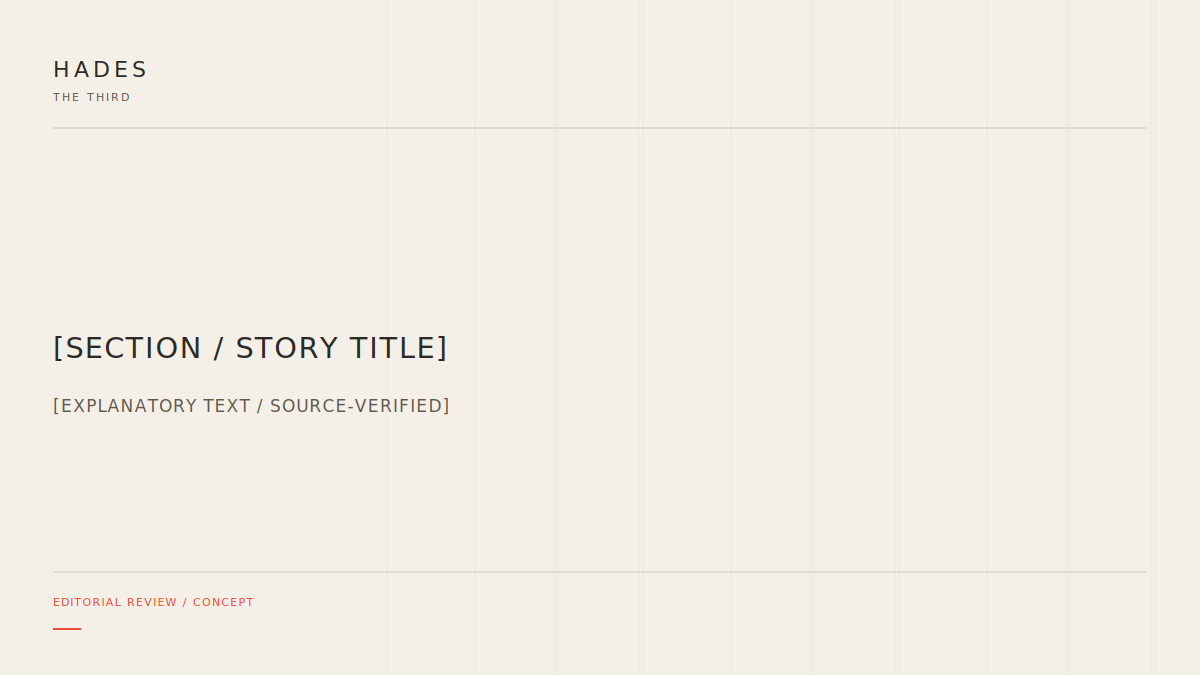 HADES
THE THIRD
[SECTION / STORY TITLE]
[EXPLANATORY TEXT / SOURCE-VERIFIED]
EDITORIAL REVIEW / CONCEPT